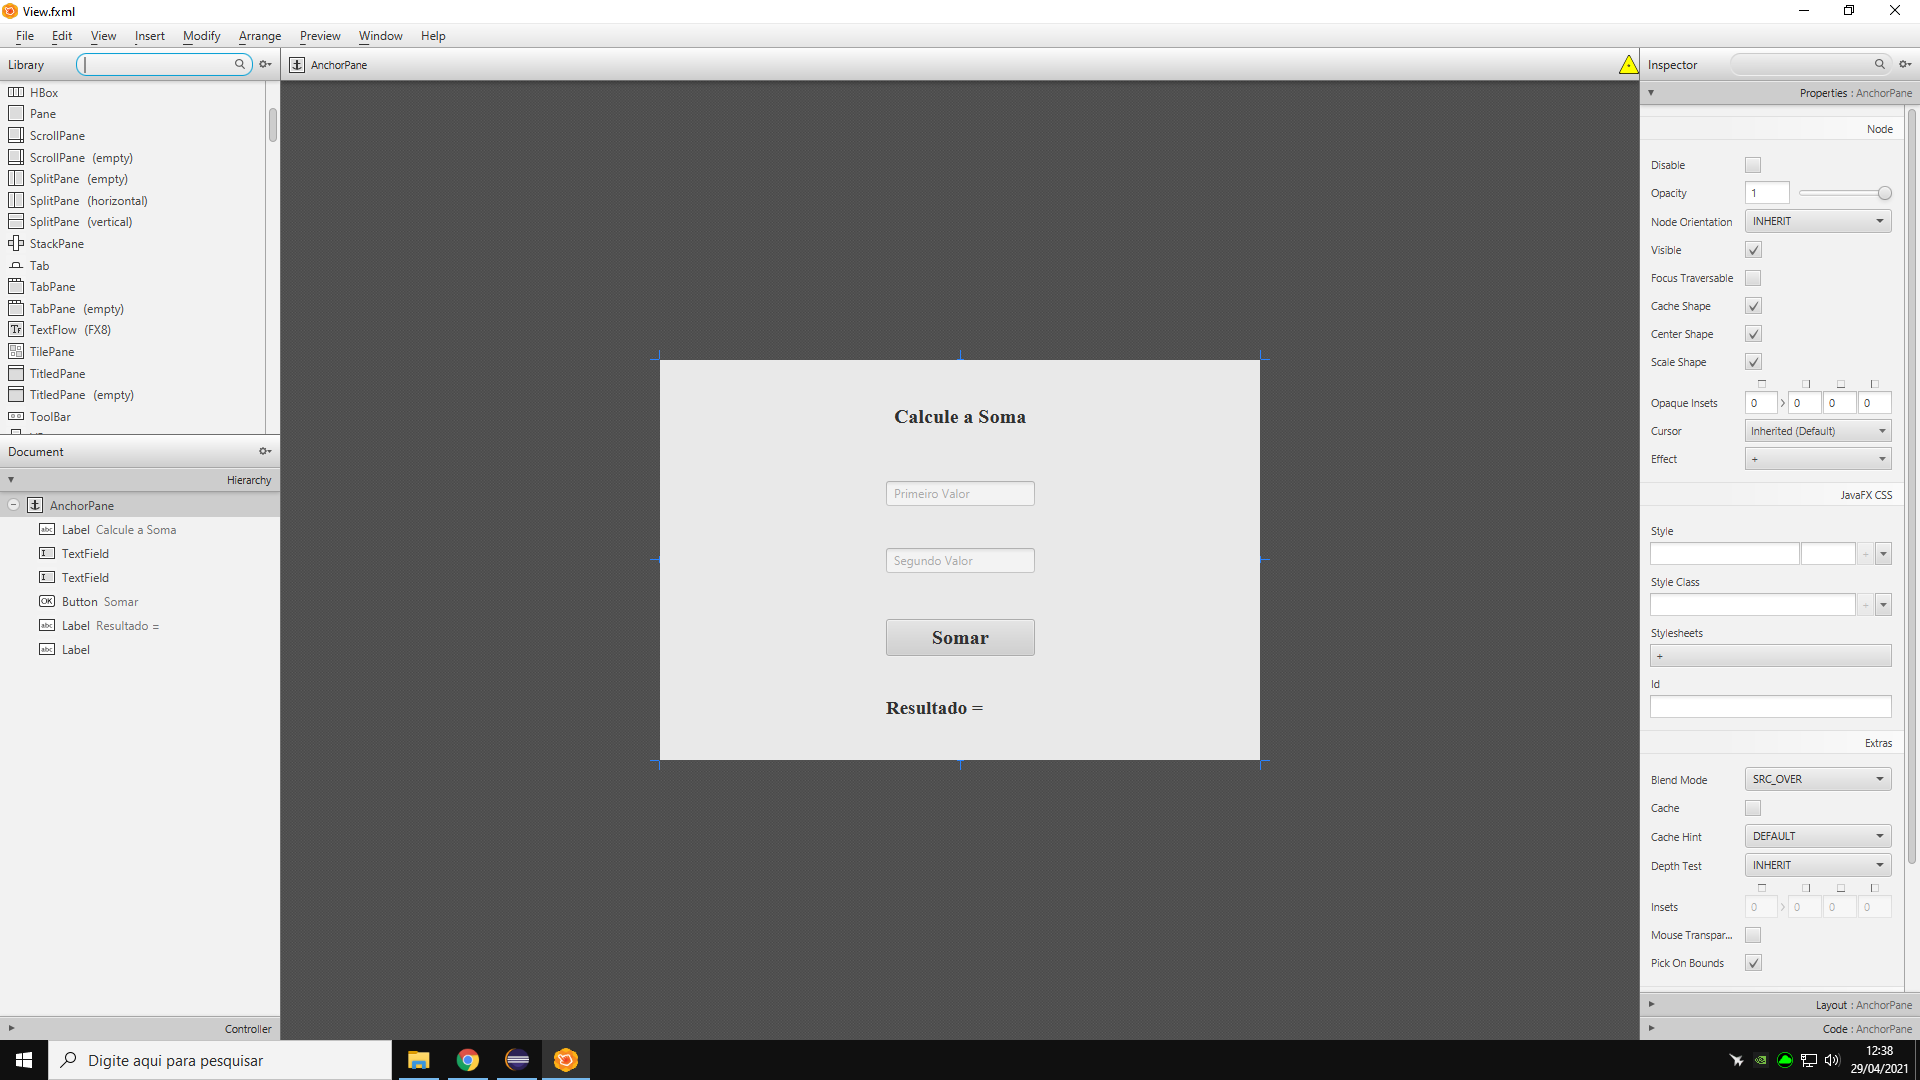 View.fxml
File Edit View Insert Modify Arrange Preview Window Help
Library
HBox
Pane
ScrollPane
ScrollPane (empty)
SplitPane (empty)
SplitPane (horizontal)
SplitPane (vertical)
StackPane
Tab
TabPane
TabPane (empty)
TextFlow (FX8)
TilePane
TitledPane
TitledPane (empty)
ToolBar
Document
Hierarchy
AnchorPane
abc Label Calcule a Soma
TextField
TextField
OK Button Somar
abc Label Resultado =
abc Label
Controller
AnchorPane
Calcule a Soma
Primeiro Valor
Segundo Valor
Somar
Resultado =
Inspector
Properties : AnchorPane
Node
Disable
Opacity 1
Node Orientation INHERIT
Visible
Focus Traversable
Cache Shape
Center Shape
Scale Shape
Opaque Insets 0 0 0 0
Cursor Inherited (Default)
Effect +
JavaFX CSS
Style
+
Style Class
+
Stylesheets
+
Id
Extras
Blend Mode SRC_OVER
Cache
Cache Hint DEFAULT
Depth Test INHERIT
Insets 0 0 0 0
Mouse Transpar...
Pick On Bounds
Layout : AnchorPane
Code : AnchorPane
Digite aqui para pesquisar
12:38
29/04/2021